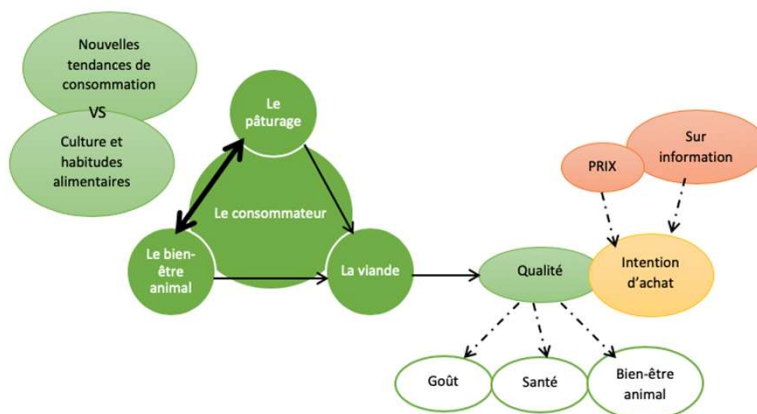 Nouvelles
tendances de
consommation
VS
Culture et
habitudes
alimentaires
Le
pâturage
Le consommateur
Le bien-
être
animal
La viande
Qualité
PRIX
Sur
information
Intention
d'achat
Goût
Santé
Bien-être
animal